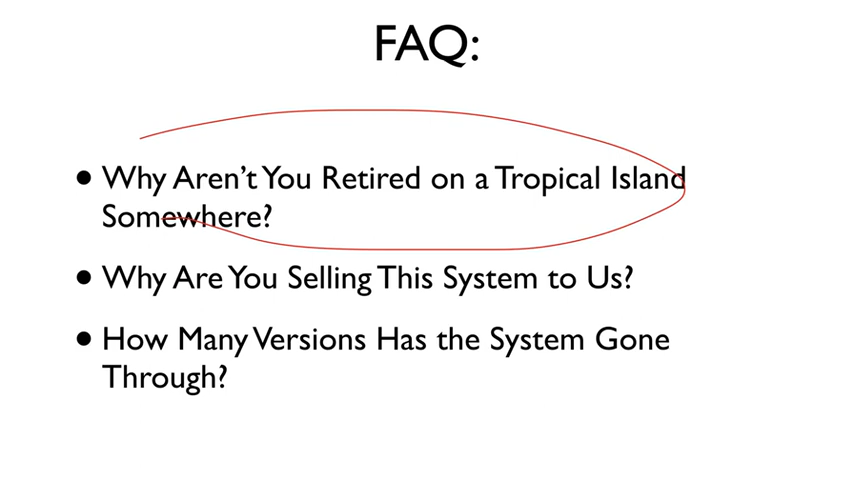 FAQ:
• Why Aren't You Retired on a Tropical Island
Somewhere?
• Why Are You Selling This System to Us?
• How Many Versions Has the System Gone
Through?